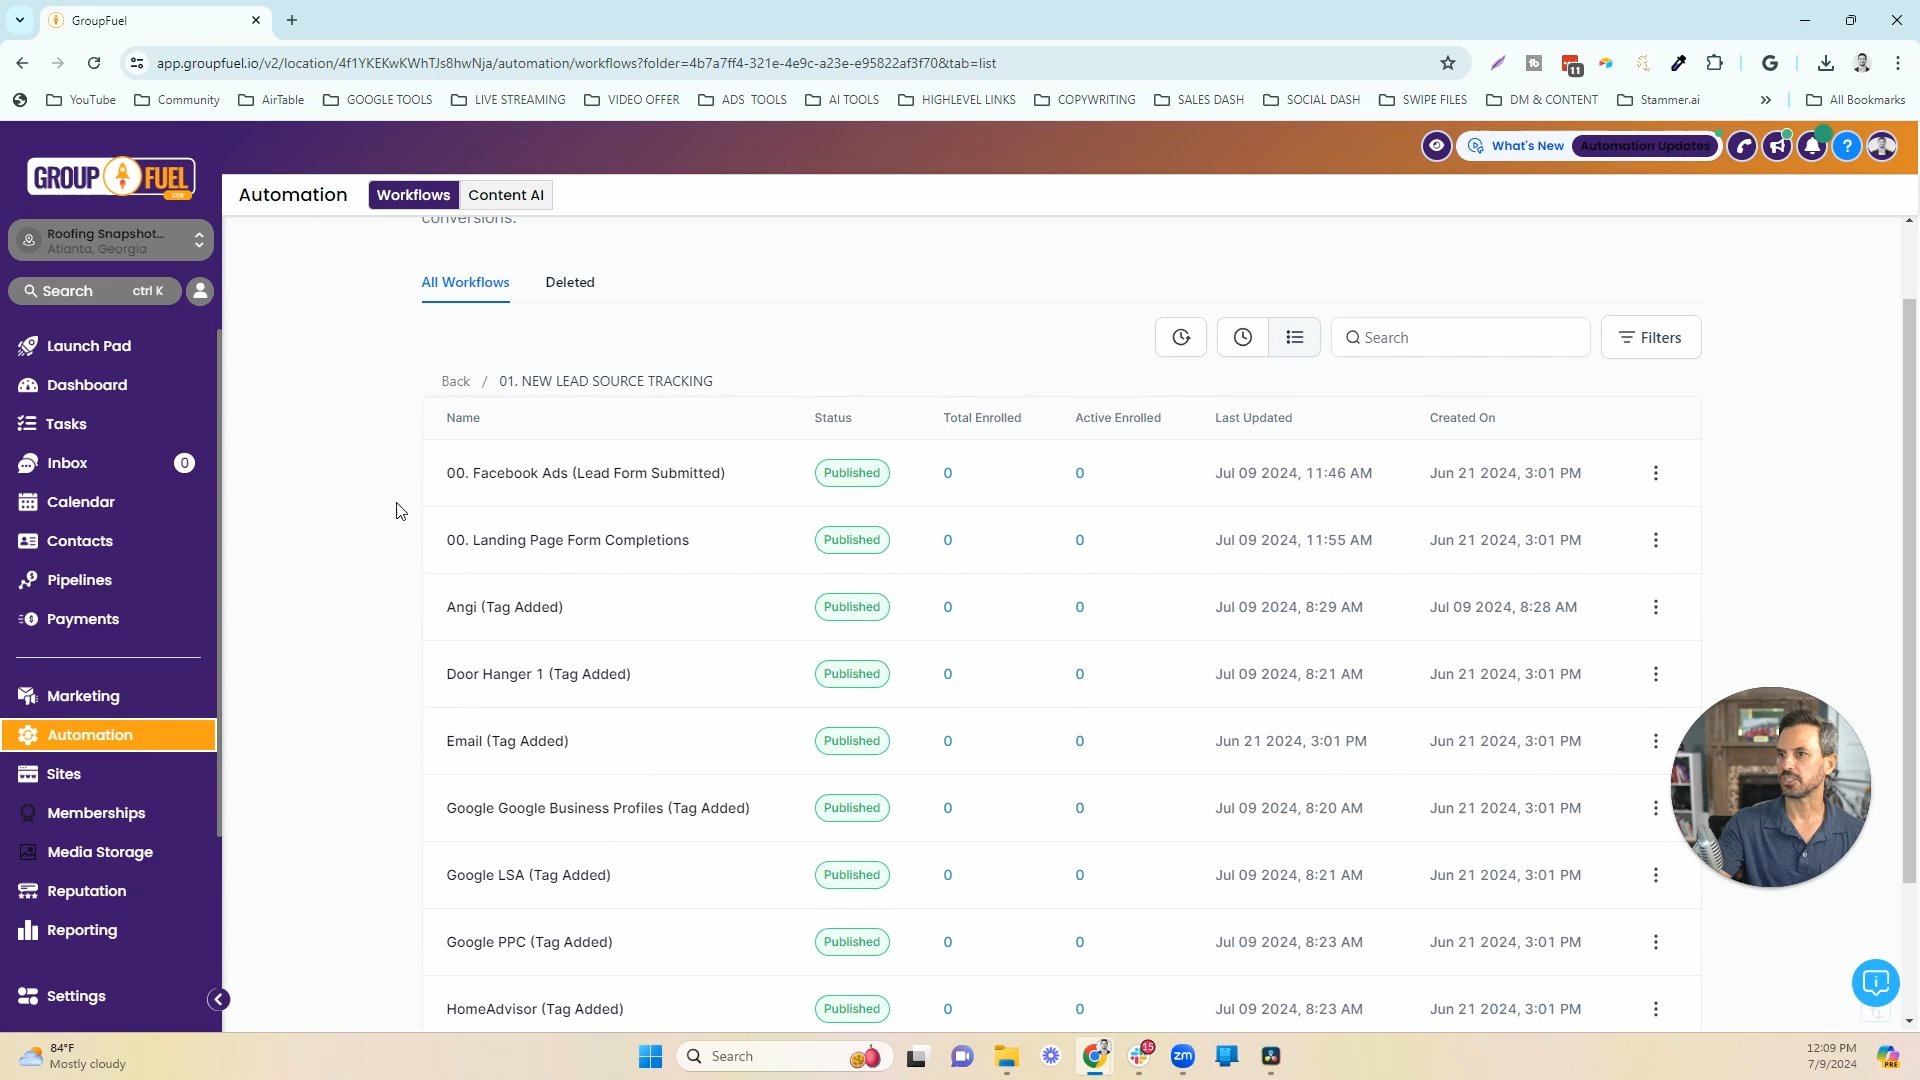 GroupFuel
app.groupfuel.io/v2/location/4f1YKEKwKWhTJs8hwNja/automation/workflows?folder=4b7a7ff4-321e-4e9c-a23e-e95822af3f70&tab=list
11
YouTube Community AirTable GOOGLE TOOLS LIVE STREAMING VIDEO OFFER ADS TOOLS AI TOOLS HIGHLEVEL LINKS COPYWRITING SALES DASH SOCIAL DASH SWIPE FILES DM & CONTENT Stammer.ai » All Bookmarks
What's New Automation Updates
GROUP FUEL
.COM
Automation Workflows Content AI
conversions.
Roofing Snapshot...
Atlanta, Georgia
Search ctrl K
Launch Pad
Dashboard
Tasks
Inbox 0
Calendar
Contacts
Pipelines
Payments
Marketing
Automation
Sites
Memberships
Media Storage
Reputation
Reporting
Settings
All Workflows Deleted
Search Filters
Back / 01. NEW LEAD SOURCE TRACKING
Name Status Total Enrolled Active Enrolled Last Updated Created On
00. Facebook Ads (Lead Form Submitted) Published 0 0 Jul 09 2024, 11:46 AM Jun 21 2024, 3:01 PM
00. Landing Page Form Completions Published 0 0 Jul 09 2024, 11:55 AM Jun 21 2024, 3:01 PM
Angi (Tag Added) Published 0 0 Jul 09 2024, 8:29 AM Jul 09 2024, 8:28 AM
Door Hanger 1 (Tag Added) Published 0 0 Jul 09 2024, 8:21 AM Jun 21 2024, 3:01 PM
Email (Tag Added) Published 0 0 Jun 21 2024, 3:01 PM Jun 21 2024, 3:01 PM
Google Google Business Profiles (Tag Added) Published 0 0 Jul 09 2024, 8:20 AM Jun 21 2024, 3:01 PM
Google LSA (Tag Added) Published 0 0 Jul 09 2024, 8:21 AM Jun 21 2024, 3:01 PM
Google PPC (Tag Added) Published 0 0 Jul 09 2024, 8:23 AM Jun 21 2024, 3:01 PM
HomeAdvisor (Tag Added) Published 0 0 Jul 09 2024, 8:23 AM Jun 21 2024, 3:01 PM
84°F
Mostly cloudy
Search
15
zm
12:09 PM
7/9/2024
PRE